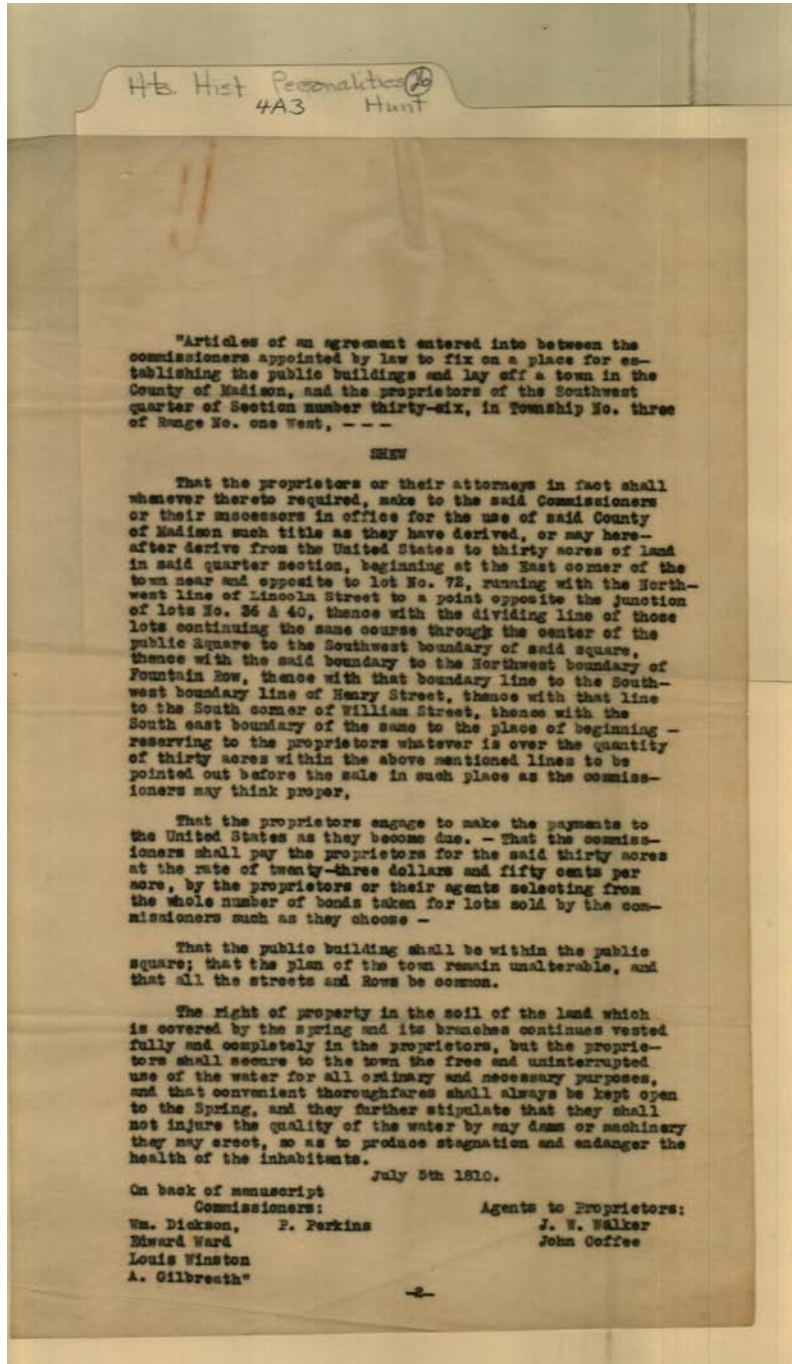 Hts. Hist Personalities 26
4A3 Hunt
"Articles of an agreement entered into between the
commissioners appointed by law to fix on a place for es-
tablishing the public buildings and lay off a town in the
County of Madison, and the proprietors of the Southwest
quarter of Section number thirty-six, in Township No. three
of Range No. one West, - - -
SHEW
That the proprietors or their attorneys in fact shall
whenever thereto required, make to the said Commissioners
or their successors in office for the use of said County
of Madison such title as they have derived, or may here-
after derive from the United States to thirty acres of land
in said quarter section, beginning at the East corner of the
town near and opposite to lot No. 72, running with the North-
west line of Lincoln Street to a point opposite the junction
of lots No. 36 & 40, thence with the dividing line of those
lots continuing the same course through the center of the
public Square to the Southwest boundary of said square,
thence with the said boundary to the Northwest boundary of
Fountain Row, thence with that boundary line to the South-
west boundary line of Henry Street, thence with that line
to the South corner of William Street, thence with the
South east boundary of the same to the place of beginning -
reserving to the proprietors whatever is over the quantity
of thirty acres within the above mentioned lines to be
pointed out before the sale in such place as the commiss-
ioners may think proper,
That the proprietors engage to make the payments to
the United States as they become due. - That the commiss-
ioners shall pay the proprietors for the said thirty acres
at the rate of twenty-three dollars and fifty cents per
acre, by the proprietors or their agents selecting from
the whole number of bonds taken for lots sold by the com-
missioners such as they choose -
That the public building shall be within the public
square; that the plan of the town remain unalterable, and
that all the streets and Rows be common.
The right of property in the soil of the land which
is covered by the spring and its branches continues vested
fully and completely in the proprietors, but the proprie-
tors shall secure to the town the free and uninterrupted
use of the water for all ordinary and necessary purposes,
and that convenient thoroughfares shall always be kept open
to the Spring, and they further stipulate that they shall
not injure the quality of the water by any dams or machinery
they may erect, so as to produce stagnation and endanger the
health of the inhabitants.
July 5th 1810.
On back of manuscript
Commissioners: Agents to Proprietors:
Wm. Dickson, P. Perkins J. W. Walker
Edward Ward John Coffee
Louis Winston
A. Gilbreath"
-2-